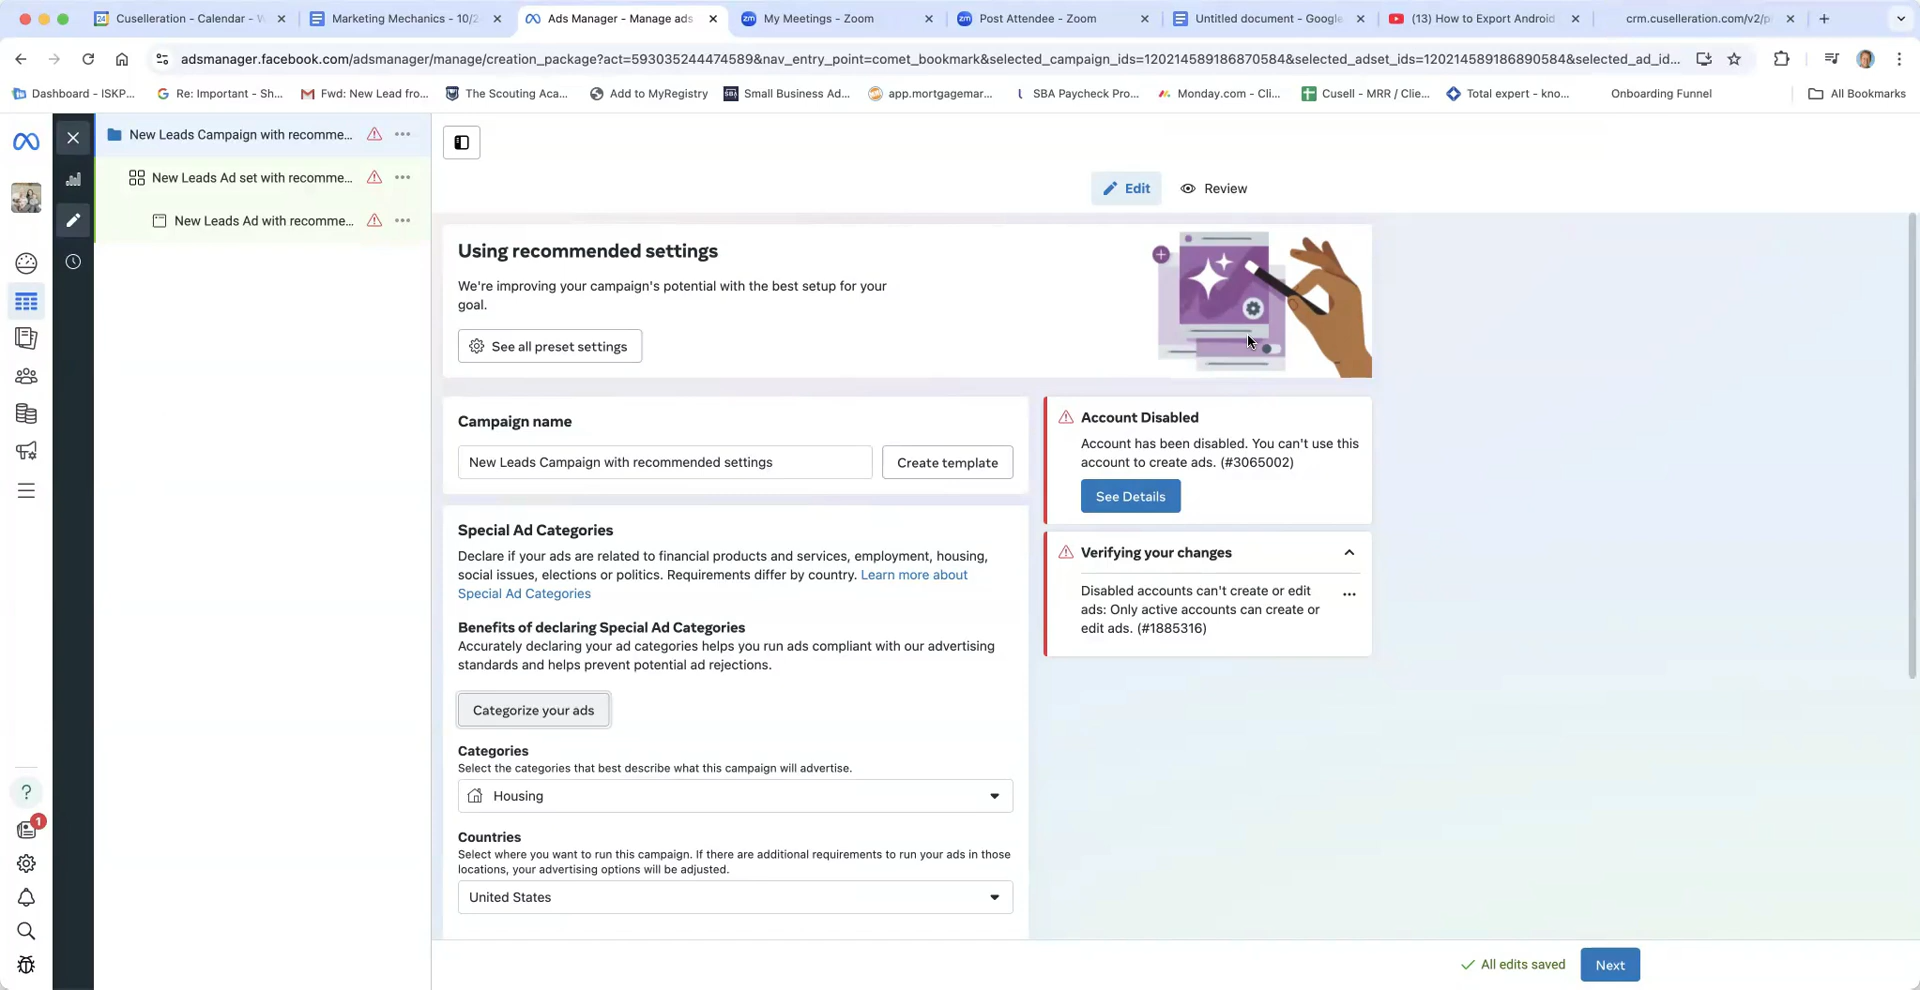 Cuselleration - Calendar - W
Marketing Mechanics - 10/2
Ads Manager - Manage ads
My Meetings - Zoom
Post Attendee - Zoom
Untitled document - Google
(13) How to Export Android
crm.cuselleration.com/v2/p
adsmanager.facebook.com/adsmanager/manage/creation_package?act=593035244474589&nav_entry_point=comet_bookmark&selected_campaign_ids=120214589186870584&selected_adset_ids=120214589186890584&selected_ad_id...
Dashboard - ISKP...
Re: Important - Sh...
Fwd: New Lead fro...
The Scouting Aca...
Add to MyRegistry
Small Business Ad...
app.mortgagemar...
SBA Paycheck Pro...
Monday.com - Cli...
Cusell - MRR / Clie...
Total expert - kno...
Onboarding Funnel
All Bookmarks
New Leads Campaign with recomme...
New Leads Ad set with recomme...
New Leads Ad with recomme...
Edit
Review
Using recommended settings
We're improving your campaign's potential with the best setup for your
goal.
See all preset settings
Campaign name
New Leads Campaign with recommended settings
Create template
Account Disabled
Account has been disabled. You can't use this
account to create ads. (#3065002)
See Details
Verifying your changes
Disabled accounts can't create or edit
ads: Only active accounts can create or
edit ads. (#1885316)
Special Ad Categories
Declare if your ads are related to financial products and services, employment, housing,
social issues, elections or politics. Requirements differ by country. Learn more about
Special Ad Categories
Benefits of declaring Special Ad Categories
Accurately declaring your ad categories helps you run ads compliant with our advertising
standards and helps prevent potential ad rejections.
Categorize your ads
Categories
Select the categories that best describe what this campaign will advertise.
Housing
Countries
Select where you want to run this campaign. If there are additional requirements to run your ads in those
locations, your advertising options will be adjusted.
United States
1
All edits saved
Next